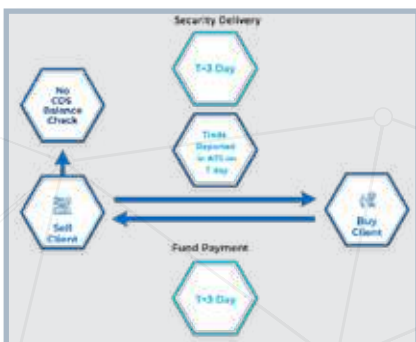 Security Delivery
T+3 Day
No
CDS
Balance
Check
Trade
Reported
in ATS on
T day
Sell
Client
Buy
Client
Fund Payment
T+3 Day